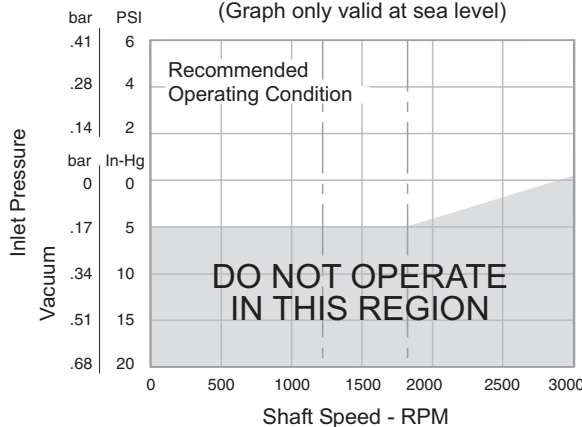 (Graph only valid at sea level)
bar PSI
.41 6
.28 4
.14 2
bar In-Hg
0 0
.17 5
.34 10
.51 15
.68 20
Inlet Pressure
Vacuum
Recommended
Operating Condition
DO NOT OPERATE
IN THIS REGION
0 500 1000 1500 2000 2500 3000
Shaft Speed - RPM